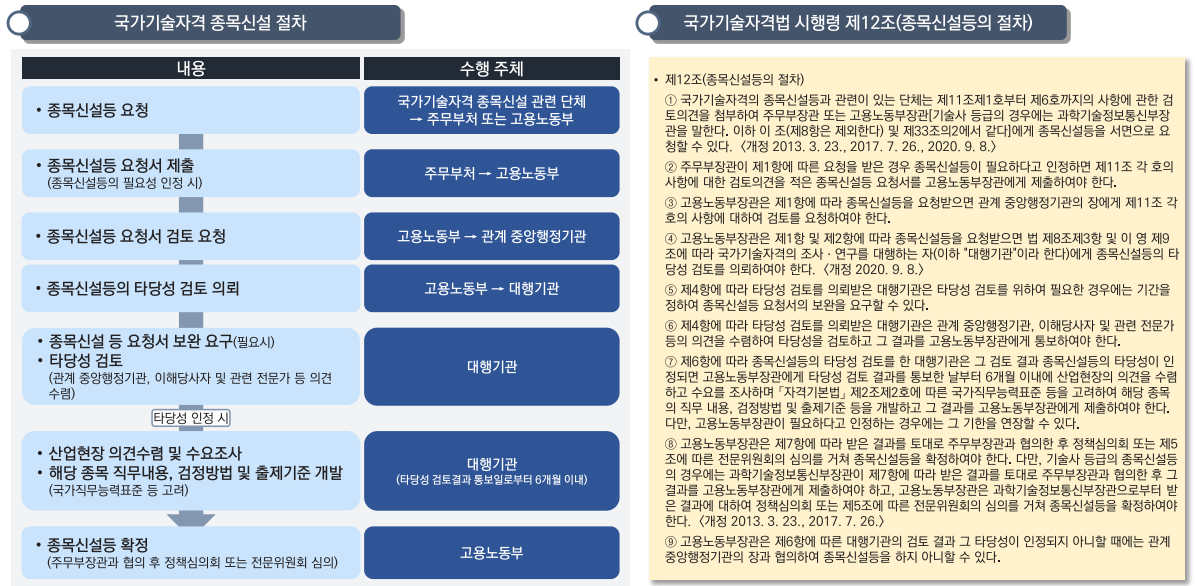 국가기술자격 종목신설 절차
내용
수행 주체
• 종목신설등 요청
국가기술자격 종목신설 관련 단체
→ 주무부처 또는 고용노동부
• 종목신설등 요청서 제출
(종목신설등의 필요성 인정 시)
주무부처 → 고용노동부
• 종목신설등 요청서 검토 요청
고용노동부 → 관계 중앙행정기관
• 종목신설등의 타당성 검토 의뢰
고용노동부 → 대행기관
• 종목신설 등 요청서 보완 요구(필요시)
• 타당성 검토
(관계 중앙행정기관, 이해당사자 및 관련 전문가 등 의견
수렴)
대행기관
타당성 인정 시
• 산업현장 의견수렴 및 수요조사
• 해당 종목 직무내용, 검정방법 및 출제기준 개발
(국가직무능력표준 등 고려)
대행기관
(타당성 검토결과 통보일로부터 6개월 이내)
• 종목신설등 확정
(주무부장관과 협의 후 정책심의회 또는 전문위원회 심의)
고용노동부
국가기술자격법 시행령 제12조(종목신설등의 절차)
• 제12조(종목신설등의 절차)
① 국가기술자격의 종목신설등과 관련이 있는 단체는 제11조제1호부터 제6호까지의 사항에 관한 검
토의견을 첨부하여 주무부장관 또는 고용노동부장관[기술사 등급의 경우에는 과학기술정보통신부장
관을 말한다. 이하 이 조(제8항은 제외한다) 및 제33조의2에서 같다]에게 종목신설등을 서면으로 요
청할 수 있다. 〈개정 2013. 3. 23., 2017. 7. 26., 2020. 9. 8.〉
② 주무부장관이 제1항에 따른 요청을 받은 경우 종목신설등이 필요하다고 인정하면 제11조 각 호의
사항에 대한 검토의견을 적은 종목신설등 요청서를 고용노동부장관에게 제출하여야 한다.
③ 고용노동부장관은 제1항에 따라 종목신설등을 요청받으면 관계 중앙행정기관의 장에게 제11조 각
호의 사항에 대하여 검토를 요청하여야 한다.
④ 고용노동부장관은 제1항 및 제2항에 따라 종목신설등을 요청받으면 법 제8조제3항 및 이 영 제9
조에 따라 국가기술자격의 조사ㆍ연구를 대행하는 자(이하 "대행기관"이라 한다)에게 종목신설등의 타
당성 검토를 의뢰하여야 한다. 〈개정 2020. 9. 8.〉
⑤ 제4항에 따라 타당성 검토를 의뢰받은 대행기관은 타당성 검토를 위하여 필요한 경우에는 기간을
정하여 종목신설등 요청서의 보완을 요구할 수 있다.
⑥ 제4항에 따라 타당성 검토를 의뢰받은 대행기관은 관계 중앙행정기관, 이해당사자 및 관련 전문가
등의 의견을 수렴하여 타당성을 검토하고 그 결과를 고용노동부장관에게 통보하여야 한다.
⑦ 제6항에 따라 종목신설등의 타당성 검토를 한 대행기관은 그 검토 결과 종목신설등의 타당성이 인
정되면 고용노동부장관에게 타당성 검토 결과를 통보한 날부터 6개월 이내에 산업현장의 의견을 수렴
하고 수요를 조사하며 「자격기본법」 제2조제2호에 따른 국가직무능력표준 등을 고려하여 해당 종목
의 직무 내용, 검정방법 및 출제기준 등을 개발하고 그 결과를 고용노동부장관에게 제출하여야 한다.
다만, 고용노동부장관이 필요하다고 인정하는 경우에는 그 기한을 연장할 수 있다.
⑧ 고용노동부장관은 제7항에 따라 받은 결과를 토대로 주무부장관과 협의한 후 정책심의회 또는 제5
조에 따른 전문위원회의 심의를 거쳐 종목신설등을 확정하여야 한다. 다만, 기술사 등급의 종목신설등
의 경우에는 과학기술정보통신부장관이 제7항에 따라 받은 결과를 토대로 주무부장관과 협의한 후 그
결과를 고용노동부장관에게 제출하여야 하고, 고용노동부장관은 과학기술정보통신부장관으로부터 받
은 결과에 대하여 정책심의회 또는 제5조에 따른 전문위원회의 심의를 거쳐 종목신설등을 확정하여야
한다. 〈개정 2013. 3. 23., 2017. 7. 26.〉
⑨ 고용노동부장관은 제6항에 따른 대행기관의 검토 결과 그 타당성이 인정되지 아니할 때에는 관계
중앙행정기관의 장과 협의하여 종목신설등을 하지 아니할 수 있다.